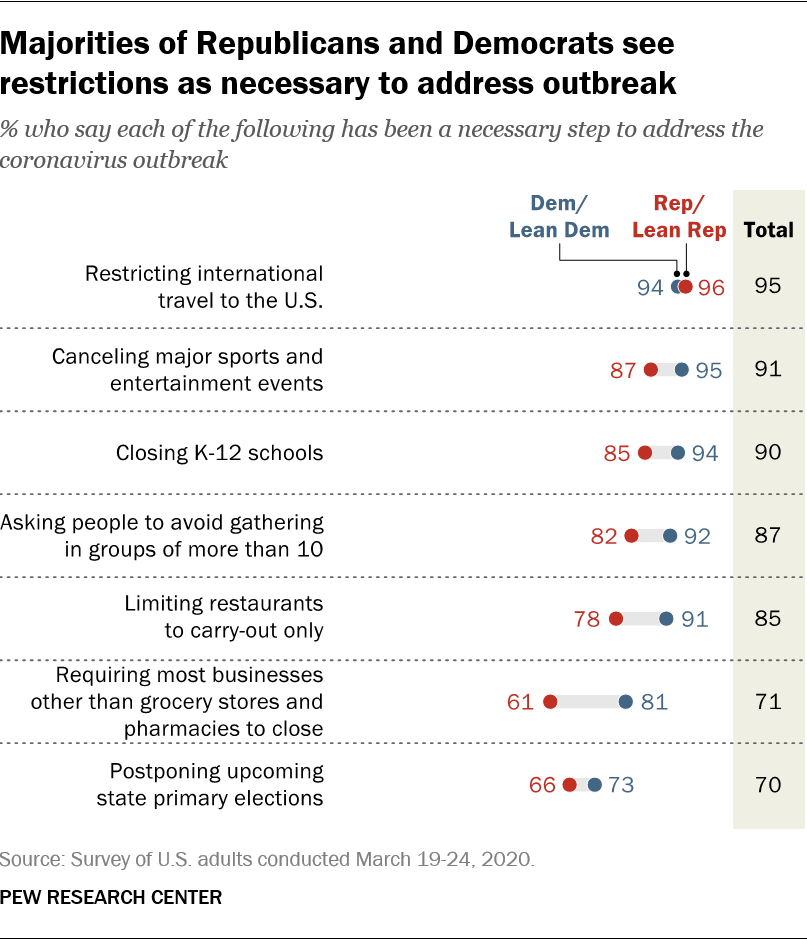 Majorities of Republicans and Democrats see
restrictions as necessary to address outbreak
% who say each of the following has been a necessary step to address the
coronavirus outbreak
Dem/ Rep/
Lean Dem Lean Rep Total
Restricting international
travel to the U.S.
94 96 95
Canceling major sports and
entertainment events
87 95 91
Closing K-12 schools 85 94 90
Asking people to avoid gathering
in groups of more than 10
82 92 87
Limiting restaurants
to carry-out only
78 91 85
Requiring most businesses
other than grocery stores and
pharmacies to close
61 81 71
Postponing upcoming
state primary elections
66 73 70
Source: Survey of U.S. adults conducted March 19-24, 2020.
PEW RESEARCH CENTER